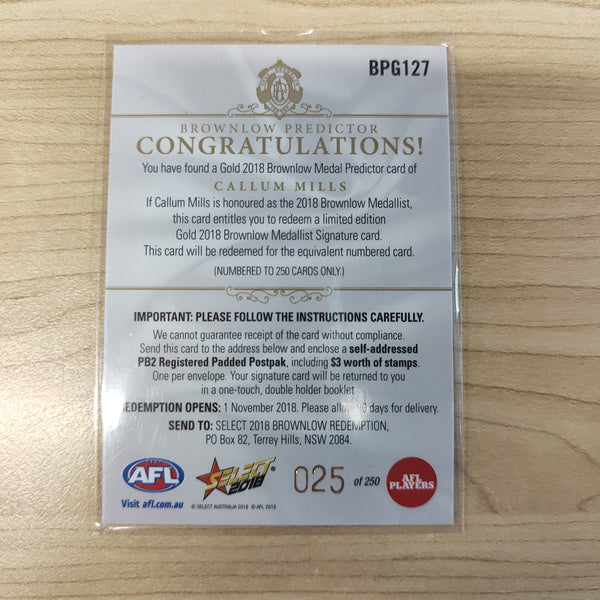 BPG127
BROWNLOW PREDICTOR
CONGRATULATIONS!
You have found a Gold 2018 Brownlow Medal Predictor card of
CALLUM MILLS
If Callum Mills is honoured as the 2018 Brownlow Medallist,
this card entitles you to redeem a limited edition
Gold 2018 Brownlow Medallist Signature card.
This card will be redeemed for the equivalent numbered card.
(NUMBERED TO 250 CARDS ONLY.)
IMPORTANT: PLEASE FOLLOW THE INSTRUCTIONS CAREFULLY.
We cannot guarantee receipt of the card without compliance.
Send this card to the address below and enclose a self-addressed
PB2 Registered Padded Postpak, including $3 worth of stamps.
One per envelope. Your signature card will be returned to you
in a one-touch, double holder booklet.
REDEMPTION OPENS: 1 November 2018. Please allow 90 days for delivery.
SEND TO: SELECT 2018 BROWNLOW REDEMPTION,
PO Box 82, Terrey Hills, NSW 2084.
AFL
Visit afl.com.au
SELECT
2018
© SELECT AUSTRALIA 2018 © AFL 2018
025 of 250
AFL
PLAYERS